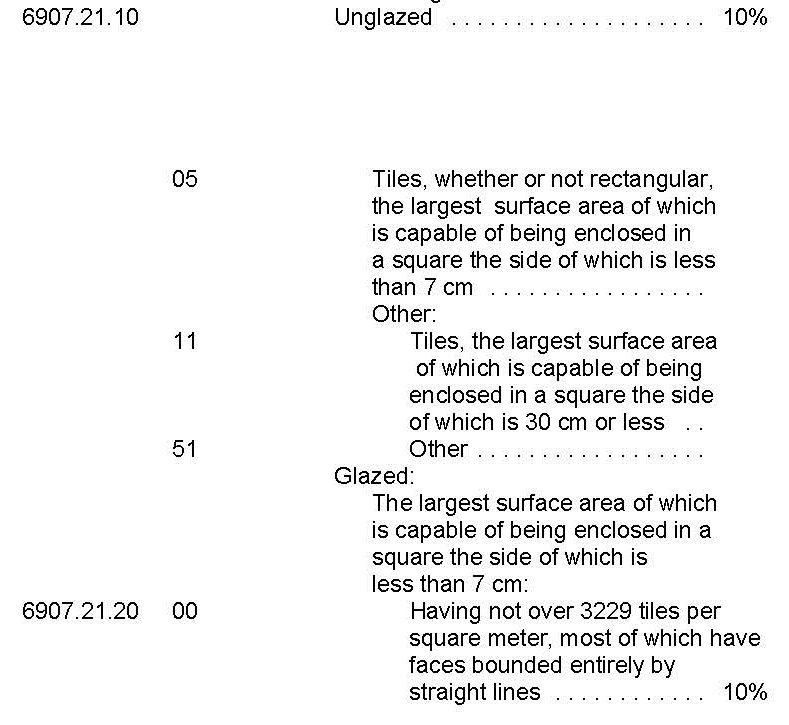 6907.21.10 Unglazed . . . . . . . . . . . . . . . . . . . . 10%
05 Tiles, whether or not rectangular,
the largest surface area of which
is capable of being enclosed in
a square the side of which is less
than 7 cm . . . . . . . . . . . . . . . . .
Other:
11 Tiles, the largest surface area
of which is capable of being
enclosed in a square the side
of which is 30 cm or less . .
51 Other . . . . . . . . . . . . . . . . . .
Glazed:
The largest surface area of which
is capable of being enclosed in a
square the side of which is
less than 7 cm:
6907.21.20 00 Having not over 3229 tiles per
square meter, most of which have
faces bounded entirely by
straight lines . . . . . . . . . . . . 10%